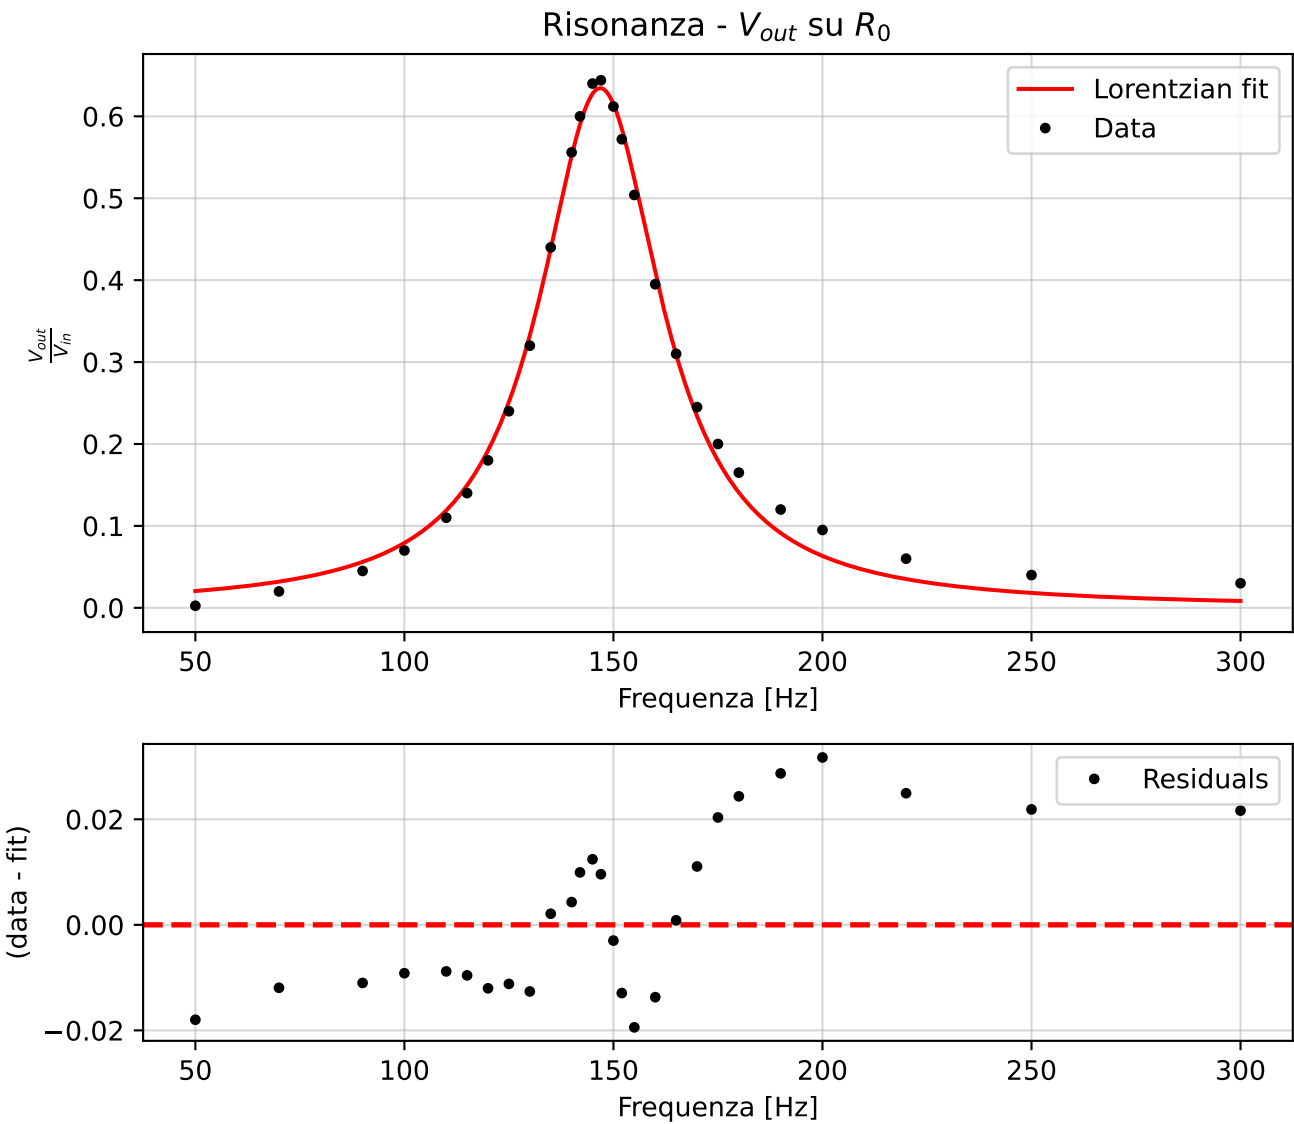 Risonanza - V_out su R_0
Lorentzian fit
Data
V_out/V_in
0.6
0.5
0.4
0.3
0.2
0.1
0.0
50 100 150 200 250 300
Frequenza [Hz]
Residuals
(data - fit)
0.02
0.00
−0.02
50 100 150 200 250 300
Frequenza [Hz]